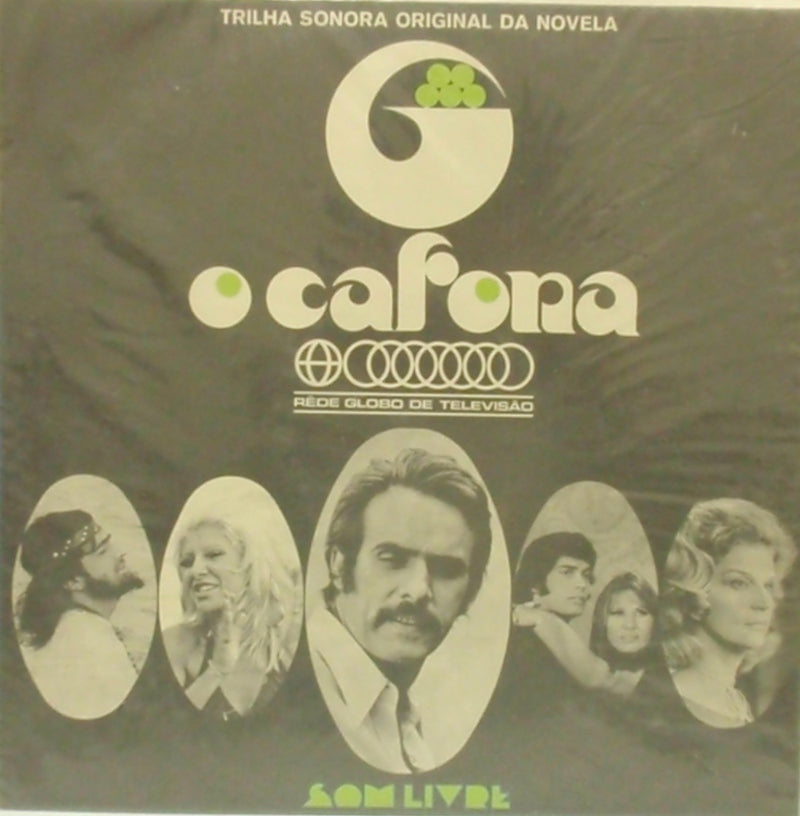 TRILHA SONORA ORIGINAL DA NOVELA
o cafona
RÊDE GLOBO DE TELEVISÃO
SOM LIVRE